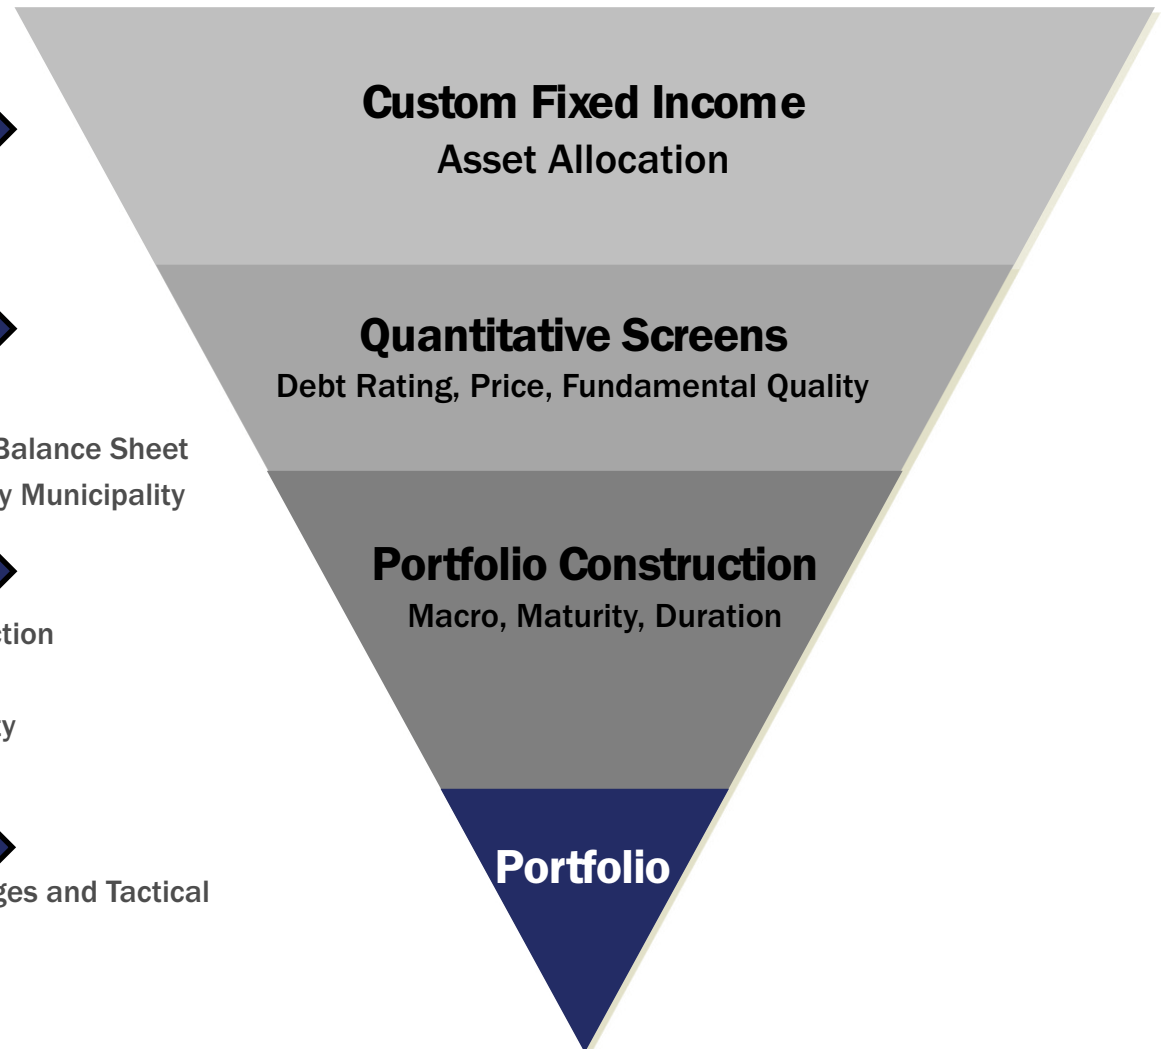 Custom Fixed Income
Asset Allocation
Quantitative Screens
Debt Rating, Price, Fundamental Quality
Balance Sheet
y Municipality
Portfolio Construction
Macro, Maturity, Duration
ction
ty
Portfolio
ges and Tactical